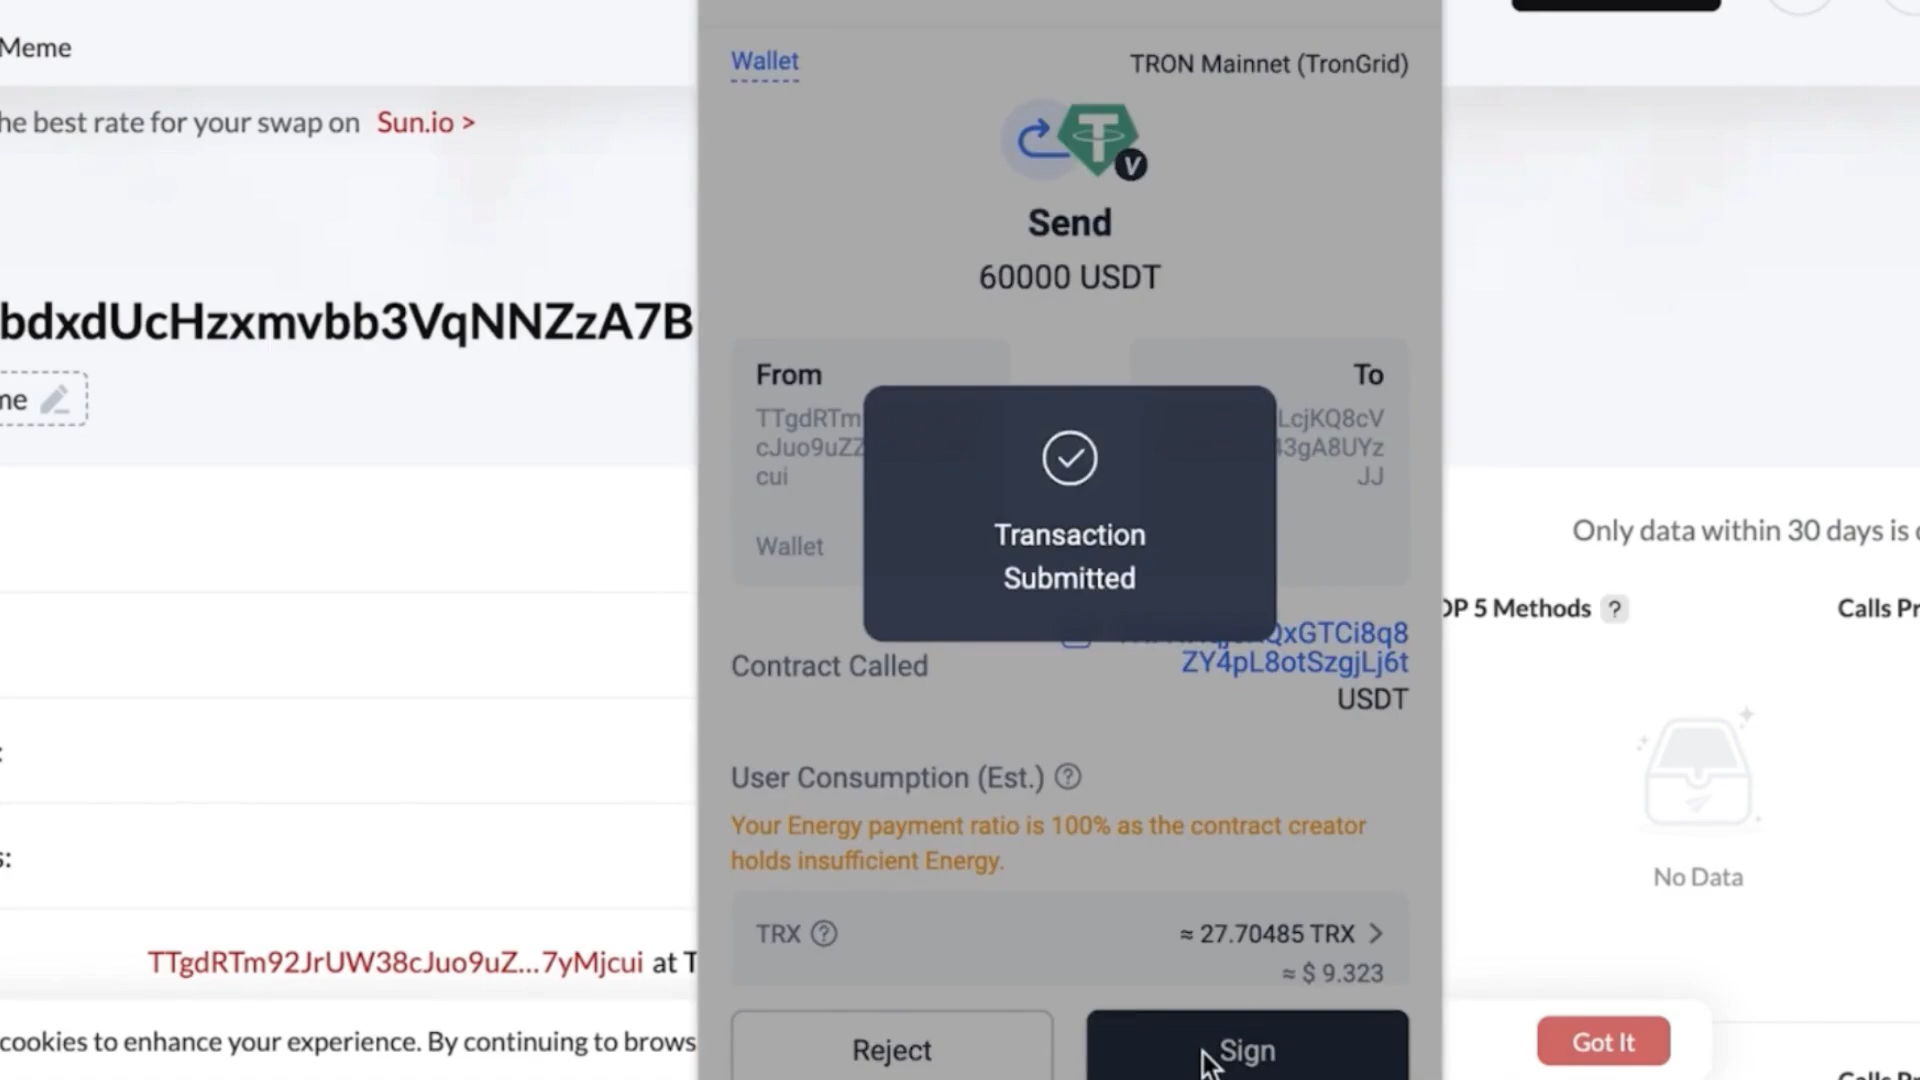 Meme
he best rate for your swap on Sun.io >
bdxdUcHzxmvbb3VqNNZzA7B
me
:
s:
TTgdRTm92JrUW38cJuo9uZ...7yMjcui at T
cookies to enhance your experience. By continuing to brows
Wallet
TRON Mainnet (TronGrid)
Send
60000 USDT
From
TTgdRTm
cJuo9uZZ
cui
Wallet
To
LcjKQ8cV
43gA8UYz
JJ
Transaction
Submitted
Contract Called
QxGTCi8q8
ZY4pL8otSzgjLj6t
USDT
User Consumption (Est.) ?
Your Energy payment ratio is 100% as the contract creator
holds insufficient Energy.
TRX ?
≈ 27.70485 TRX >
≈ $ 9.323
Reject
Sign
Only data within 30 days is
OP 5 Methods ?
Calls Pr
No Data
Got It